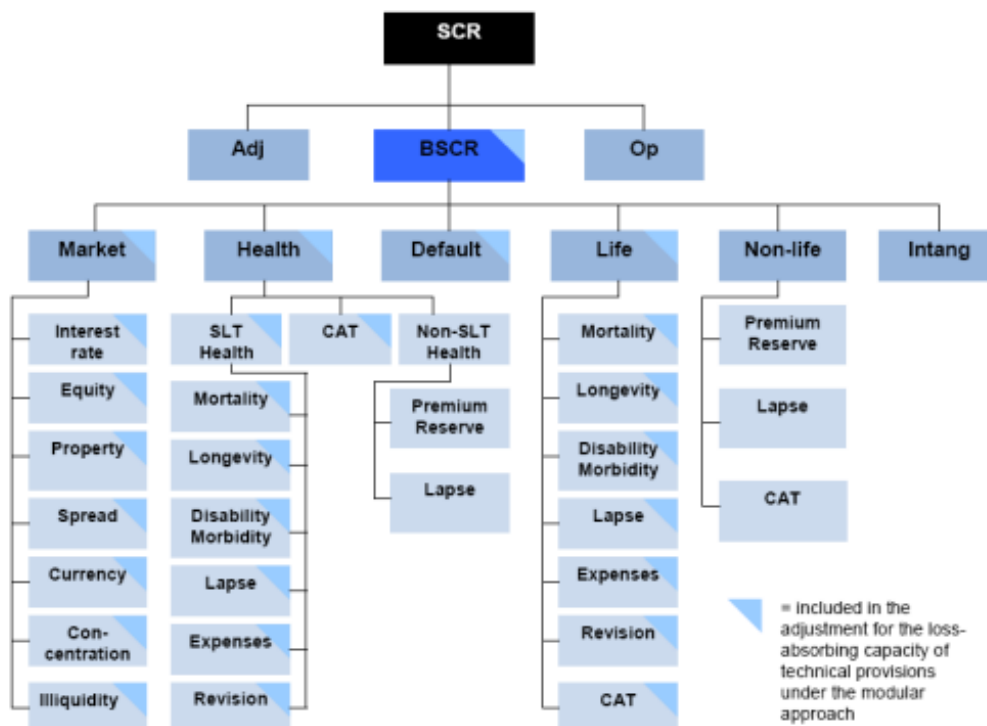 SCR
Adj
BSCR
Op
Market
Health
Default
Life
Non-life
Intang
Interest
rate
Equity
Property
Spread
Currency
Con-
centration
Illiquidity
SLT
Health
CAT
Non-SLT
Health
Mortality
Longevity
Disability
Morbidity
Lapse
Expenses
Revision
Premium
Reserve
Lapse
Mortality
Longevity
Disability
Morbidity
Lapse
Expenses
Revision
CAT
Premium
Reserve
Lapse
CAT
= included in the
adjustment for the loss-
absorbing capacity of
technical provisions
under the modular
approach